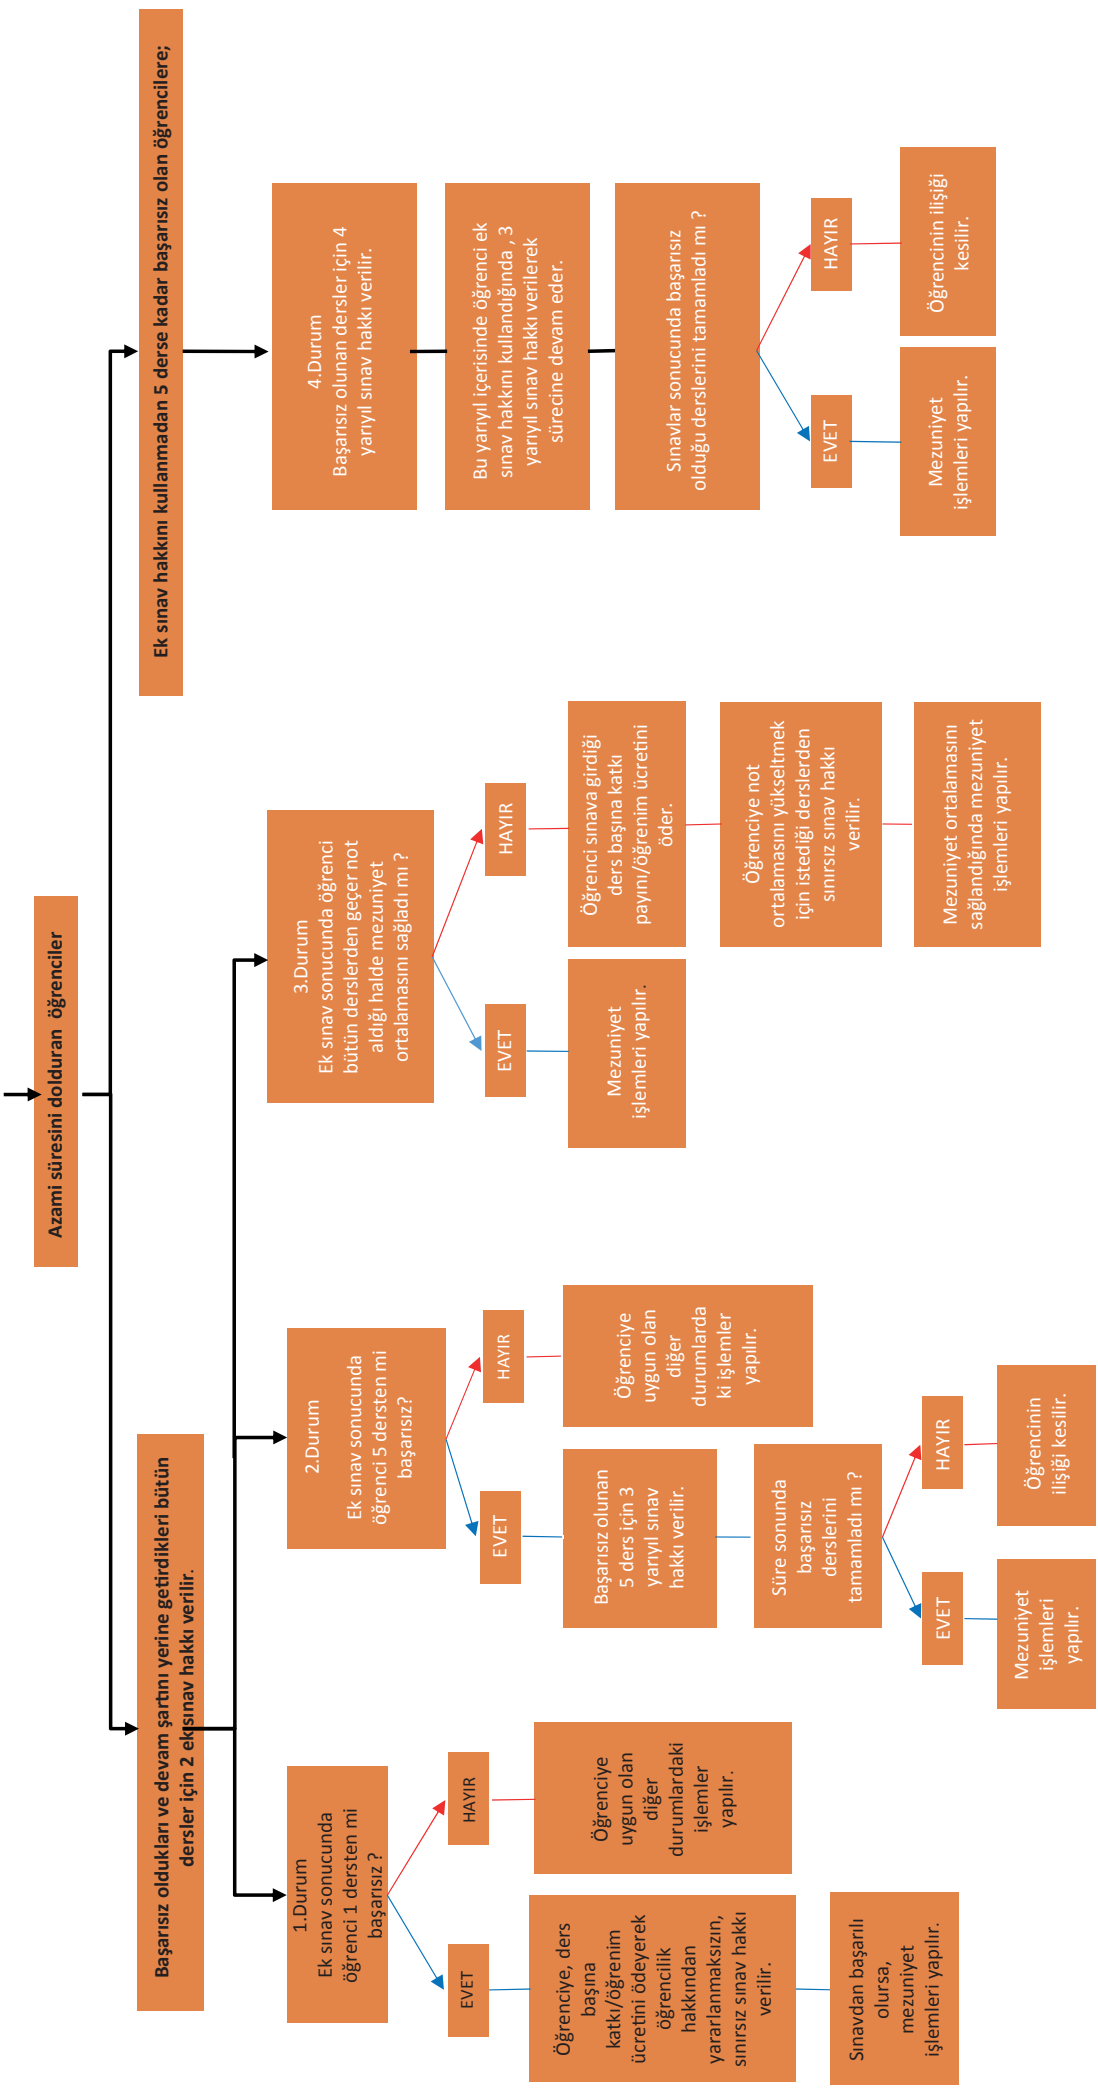 Azami süresini dolduran öğrenciler
Başarısız oldukları ve devam şartını yerine getirdikleri bütün
dersler için 2 ek sınav hakkı verilir.
Ek sınav hakkını kullanmadan 5 derse kadar başarısız olan öğrencilere;
1.Durum
Ek sınav sonucunda
öğrenci 1 dersten mi
başarısız ?
EVET
HAYIR
Öğrenciye, ders
başına
katkı/öğrenim
ücretini ödeyerek
öğrencilik
hakkından
yararlanmaksızın,
sınırsız sınav hakkı
verilir.
Öğrenciye
uygun olan
diğer
durumlardaki
işlemler
yapılır.
Sınavdan başarılı
olursa,
mezuniyet
işlemleri yapılır.
2.Durum
Ek sınav sonucunda
öğrenci 5 dersten mi
başarısız?
EVET
HAYIR
Başarısız olunan
5 ders için 3
yarıyıl sınav
hakkı verilir.
Öğrenciye
uygun olan
diğer
durumlarda
ki işlemler
yapılır.
Süre sonunda
başarısız
derslerini
tamamladı mı ?
EVET
HAYIR
Mezuniyet
işlemleri
yapılır.
Öğrencinin
ilişiği kesilir.
3.Durum
Ek sınav sonucunda öğrenci
bütün derslerden geçer not
aldığı halde mezuniyet
ortalamasını sağladı mı ?
EVET
HAYIR
Mezuniyet
işlemleri yapılır.
Öğrenci sınava girdiği
ders başına katkı
payını/öğrenim ücretini
öder.
Öğrenciye not
ortalamasını yükseltmek
için istediği derslerden
sınırsız sınav hakkı
verilir.
Mezuniyet ortalamasını
sağlandığında mezuniyet
işlemleri yapılır.
4.Durum
Başarısız olunan dersler için 4
yarıyıl sınav hakkı verilir.
Bu yarıyıl içerisinde öğrenci ek
sınav hakkını kullandığında , 3
yarıyıl sınav hakkı verilerek
sürecine devam eder.
Sınavlar sonucunda başarısız
olduğu derslerini tamamladı mı ?
EVET
HAYIR
Mezuniyet
işlemleri yapılır.
Öğrencinin ilişiği
kesilir.